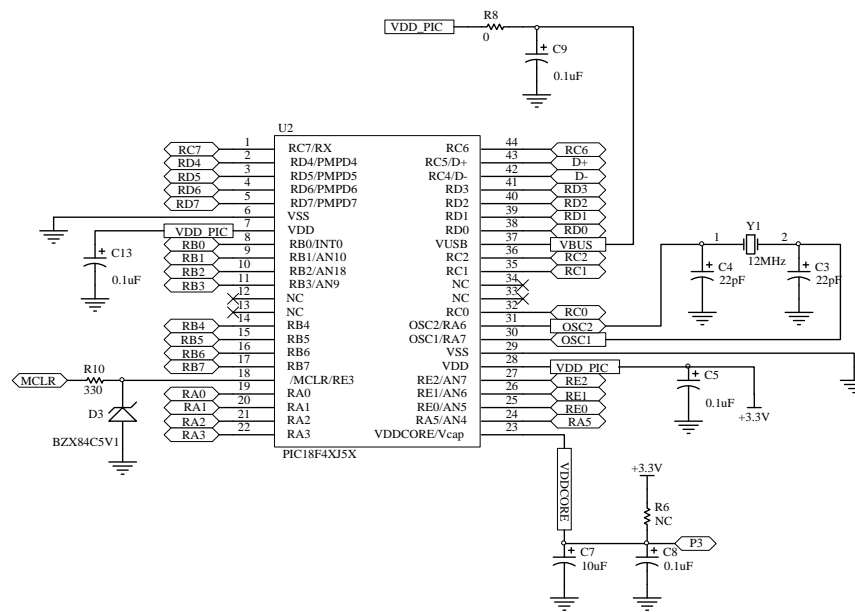 R8
VDD_PIC
0
+ C9
0.1uF
U2
RC7 1 RC7/RX RC6 44 RC6
RD4 2 RD4/PMPD4 RC5/D+ 43 D+
RD5 3 RD5/PMPD5 RC4/D- 42 D-
RD6 4 RD6/PMPD6 RD3 41 RD3
RD7 5 RD7/PMPD7 RD2 40 RD2
6 VSS RD1 39 RD1
VDD_PIC 7 VDD RD0 38 RD0
RB0 8 RB0/INT0 VUSB 37 VBUS
RB1 9 RB1/AN10 RC2 36 RC2
RB2 10 RB2/AN18 RC1 35 RC1
RB3 11 RB3/AN9 NC 34
12 NC NC 33
13 NC RC0 32 RC0
RB4 14 RB4 OSC2/RA6 31 OSC2
RB5 15 RB5 OSC1/RA7 30 OSC1
RB6 16 RB6 VSS 29
RB7 17 RB7 VDD 28 VDD_PIC
18 /MCLR/RE3 RE2/AN7 27 RE2
RA0 19 RA0 RE1/AN6 26 RE1
RA1 20 RA1 RE0/AN5 25 RE0
RA2 21 RA2 RA5/AN4 24 RA5
RA3 22 RA3 VDDCORE/Vcap 23
PIC18F4XJ5X
+ C13
0.1uF
1 Y1 2
12MHz
+ C4
22pF
+ C3
22pF
MCLR
R10
330
D3
BZX84C5V1
+ C5
0.1uF
+3.3V
VDDCORE
+3.3V
R6
NC
P3
+ C7
10uF
+ C8
0.1uF